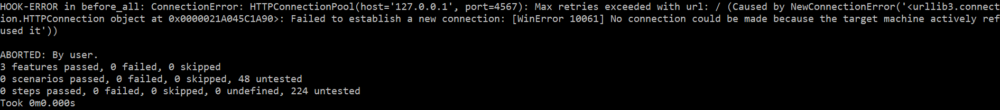 HOOK-ERROR in before_all: ConnectionError: HTTPConnectionPool(host='127.0.0.1', port=4567): Max retries exceeded with url: / (Caused by NewConnectionError('<urllib3.connect
ion.HTTPConnection object at 0x0000021A045C1A90>: Failed to establish a new connection: [WinError 10061] No connection could be made because the target machine actively ref
used it'))
ABORTED: By user.
3 features passed, 0 failed, 0 skipped
0 scenarios passed, 0 failed, 0 skipped, 48 untested
0 steps passed, 0 failed, 0 skipped, 0 undefined, 224 untested
Took 0m0.000s